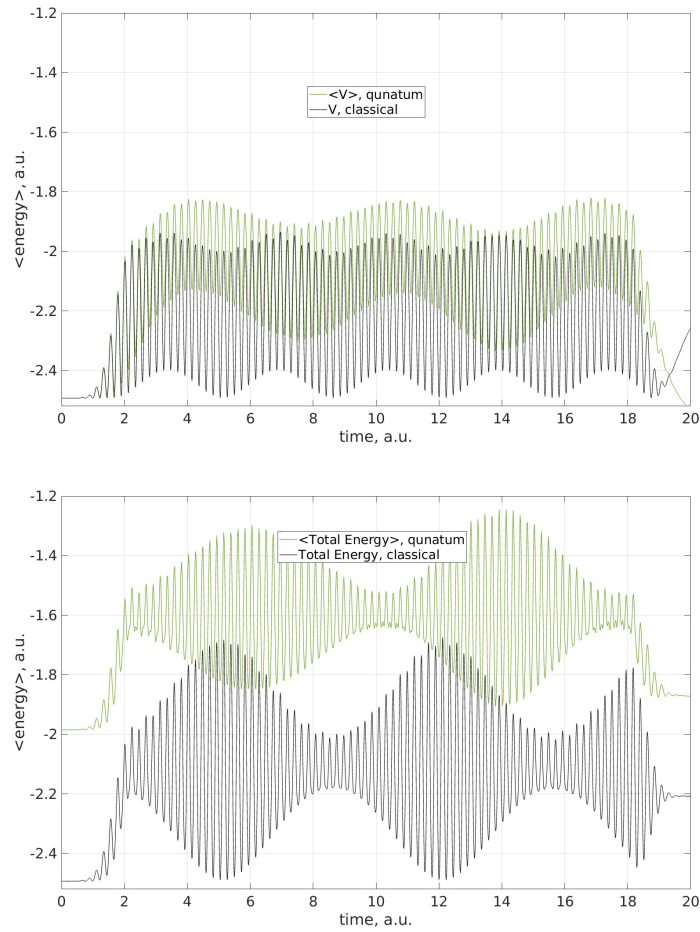 -1.2
-1.4
-1.6
-1.8
-2
-2.2
-2.4
<energy>, a.u.
<V>, qunatum
V, classical
0 2 4 6 8 10 12 14 16 18 20
time, a.u.
-1.2
-1.4
-1.6
-1.8
-2
-2.2
-2.4
<energy>, a.u.
<Total Energy>, qunatum
Total Energy, classical
0 2 4 6 8 10 12 14 16 18 20
time, a.u.